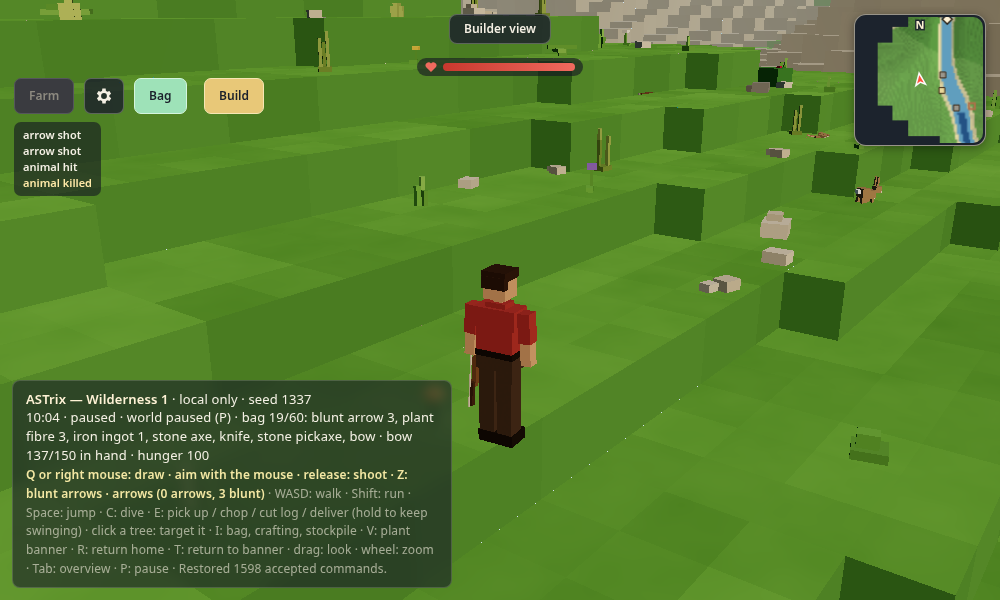 Builder view
N
Farm
Bag
Build
arrow shot
arrow shot
animal hit
animal killed
ASTrix — Wilderness 1 · local only · seed 1337
10:04 · paused · world paused (P) · bag 19/60: blunt arrow 3, plant
fibre 3, iron ingot 1, stone axe, knife, stone pickaxe, bow · bow
137/150 in hand · hunger 100
Q or right mouse: draw · aim with the mouse · release: shoot · Z:
blunt arrows · arrows (0 arrows, 3 blunt) · WASD: walk · Shift: run ·
Space: jump · C: dive · E: pick up / chop / cut log / deliver (hold to keep
swinging) · click a tree: target it · I: bag, crafting, stockpile · V: plant
banner · R: return home · T: return to banner · drag: look · wheel: zoom
· Tab: overview · P: pause · Restored 1598 accepted commands.